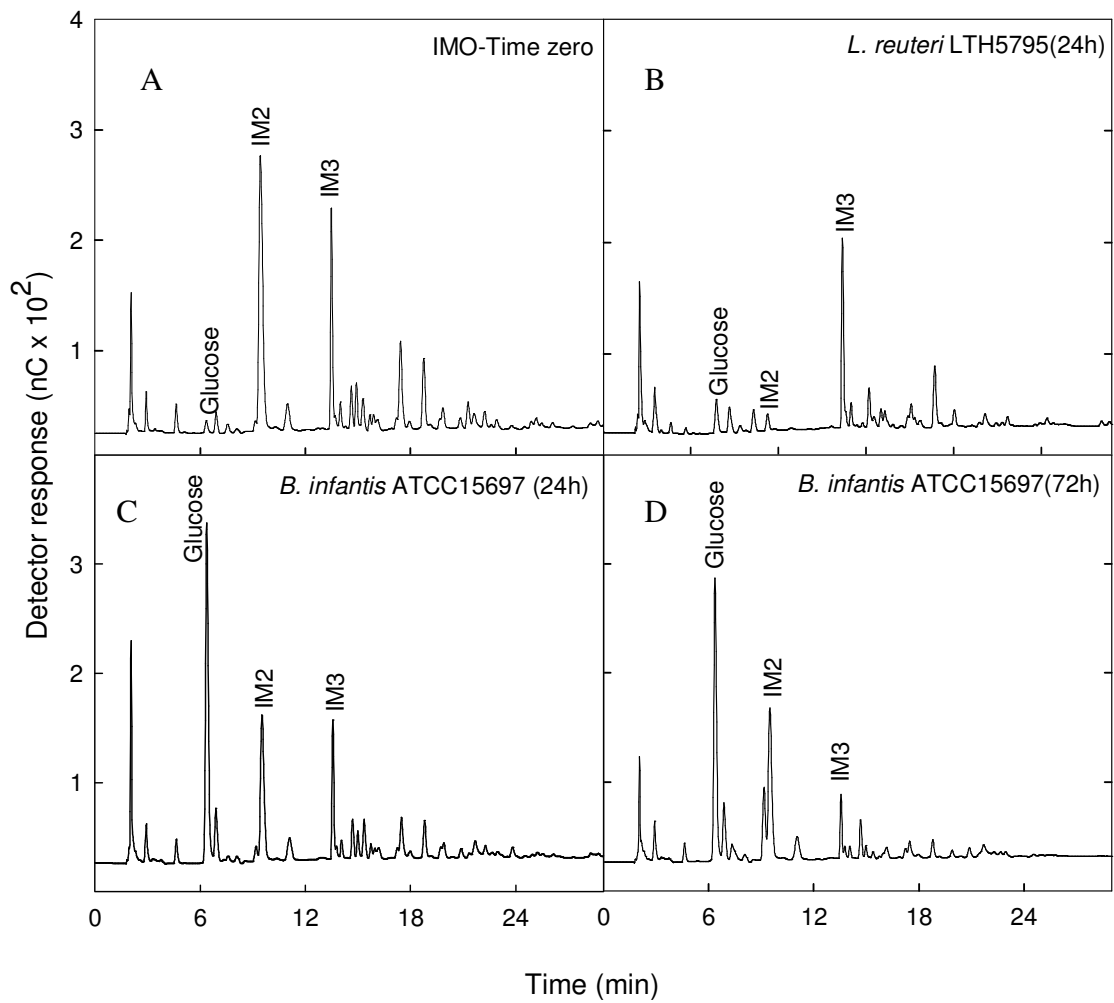 4
IMO-Time zero
L. reuteri LTH5795(24h)
A
B
IM2
3
IM3
IM3
2
Glucose
Glucose
IM2
1
Detector response (nC x 10²)
B. infantis ATCC15697 (24h)
B. infantis ATCC15697(72h)
C
D
Glucose
Glucose
3
IM2
IM3
IM2
2
IM3
1
0
6
12
18
24
0
6
12
18
24
Time (min)